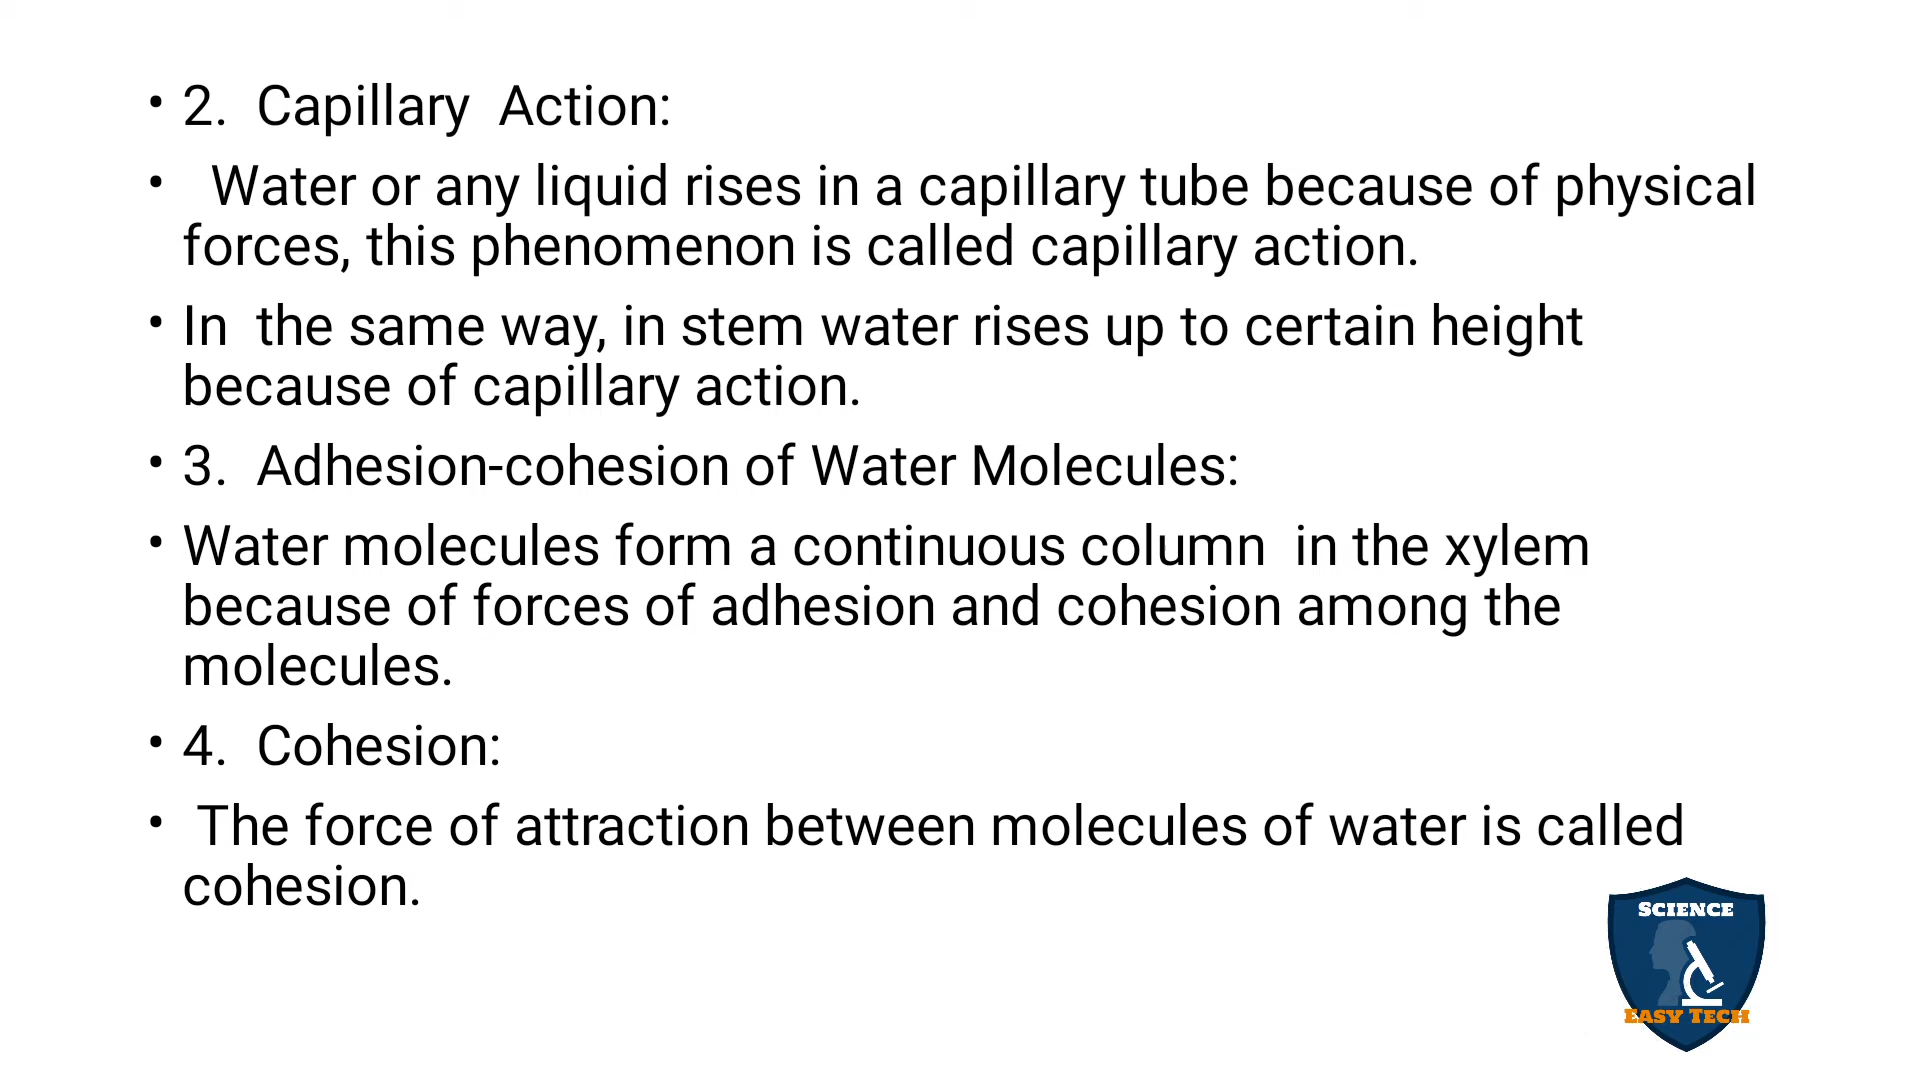 • 2. Capillary Action:
• Water or any liquid rises in a capillary tube because of physical
forces, this phenomenon is called capillary action.
• In the same way, in stem water rises up to certain height
because of capillary action.
• 3. Adhesion-cohesion of Water Molecules:
• Water molecules form a continuous column in the xylem
because of forces of adhesion and cohesion among the
molecules.
• 4. Cohesion:
• The force of attraction between molecules of water is called
cohesion.
SCIENCE
EASY TECH